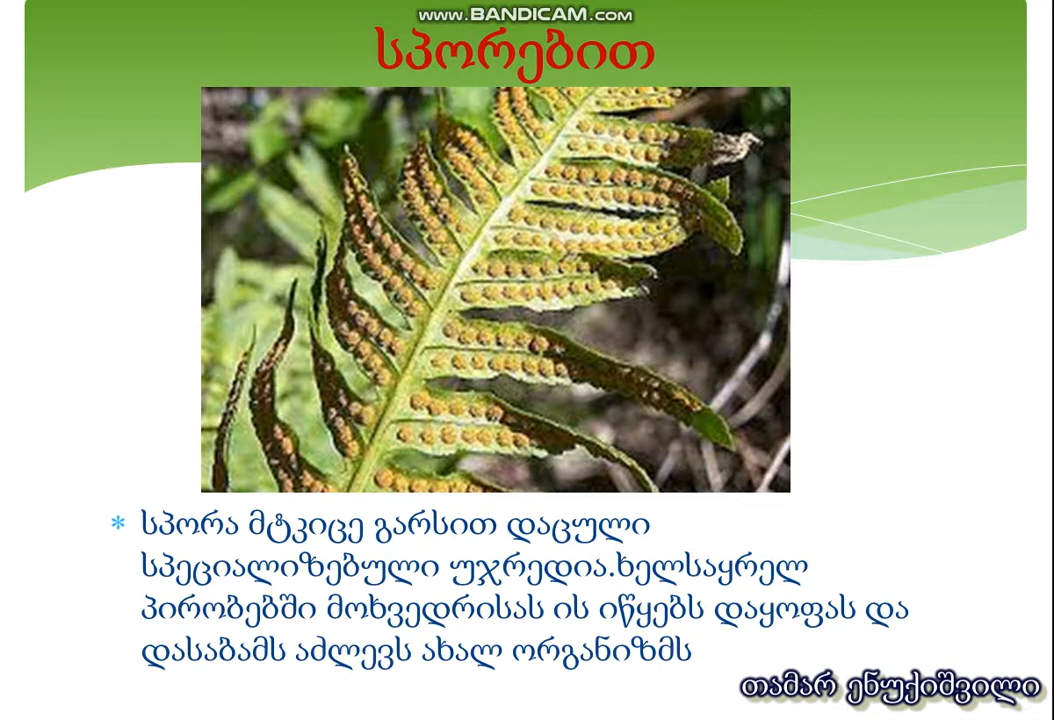 www.BANDICAM.com
სპორებით
* სპორა მტკიცე გარსით დაცული
სპეციალიზებული უჯრედია.ხელსაყრელ
პირობებში მოხვედრისას ის იწყებს დაყოფას და
დასაბამს აძლევს ახალ ორგანიზმს
თამარ ენუქიშვილი